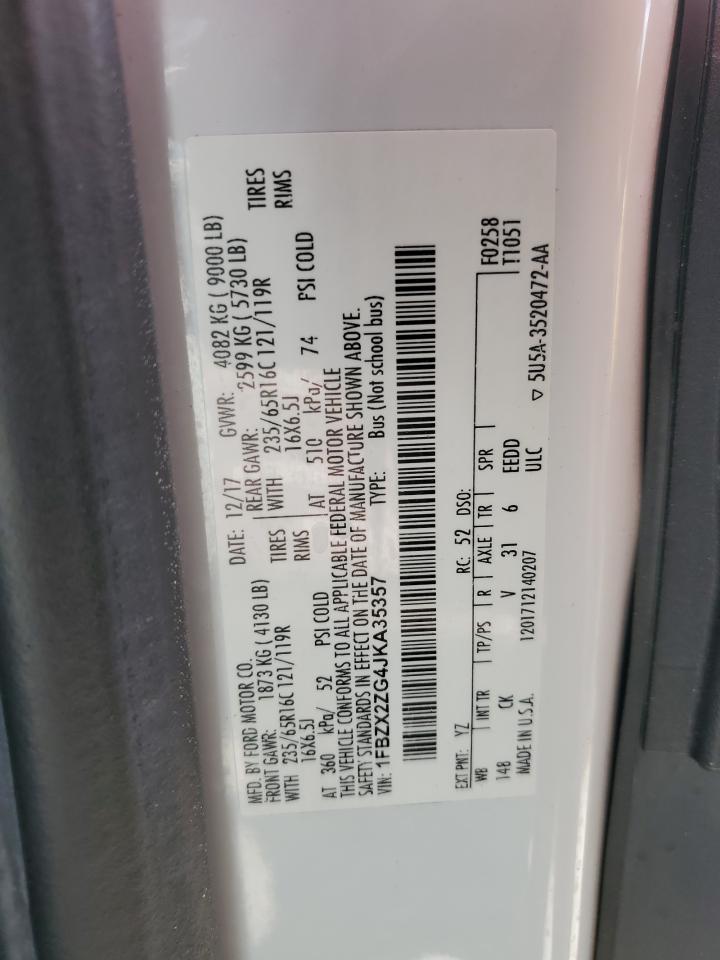 MFD. BY FORD MOTOR CO.
DATE: 12/17 GVWR: 4082 KG ( 9000 LB)
FRONT GAWR: 1873 KG ( 4130 LB)
REAR GAWR: 2599 KG ( 5730 LB)
WITH 235/65R16C 121/119R TIRES
WITH 235/65R16C 121/119R TIRES
16X6.5J RIMS
16X6.5J RIMS
AT 360 kPa/ 52 PSI COLD
AT 510 kPa/ 74 PSI COLD
THIS VEHICLE CONFORMS TO ALL APPLICABLE FEDERAL MOTOR VEHICLE
SAFETY STANDARDS IN EFFECT ON THE DATE OF MANUFACTURE SHOWN ABOVE.
VIN: 1FBZX2ZG4JKA35357 TYPE: Bus (Not school bus)
EXT PNT: YZ RC: 52 DSO:
WB INT TR TP/PS R AXLE TR SPR F0258
148 CK V 31 6 EEDD T1051
MADE IN U.S.A. 1201712140207 ULC
▽ 5U5A-3520472-AA